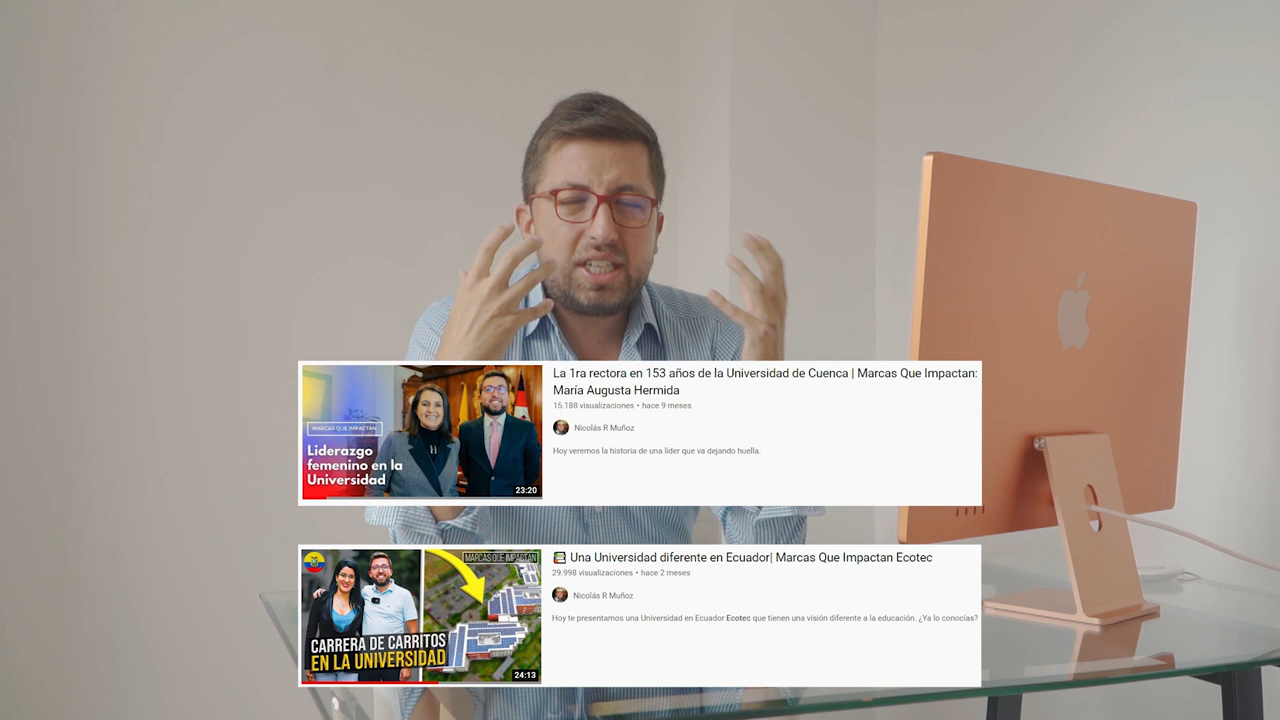 La 1ra rectora en 153 años de la Universidad de Cuenca | Marcas Que Impactan:
María Augusta Hermida
15.188 visualizaciones • hace 9 meses
Nicolás R Muñoz
Hoy veremos la historia de una líder que va dejando huella.
MARCAS QUE IMPACTAN
Liderazgo
femenino en la
Universidad
23:20
Una Universidad diferente en Ecuador| Marcas Que Impactan Ecotec
29.998 visualizaciones • hace 2 meses
Nicolás R Muñoz
Hoy te presentamos una Universidad en Ecuador Ecotec que tienen una visión diferente a la educación. ¿Ya lo conocías?
MARCAS QUE IMPACTAN
CARRERA DE CARRITOS
EN LA UNIVERSIDAD
24:13